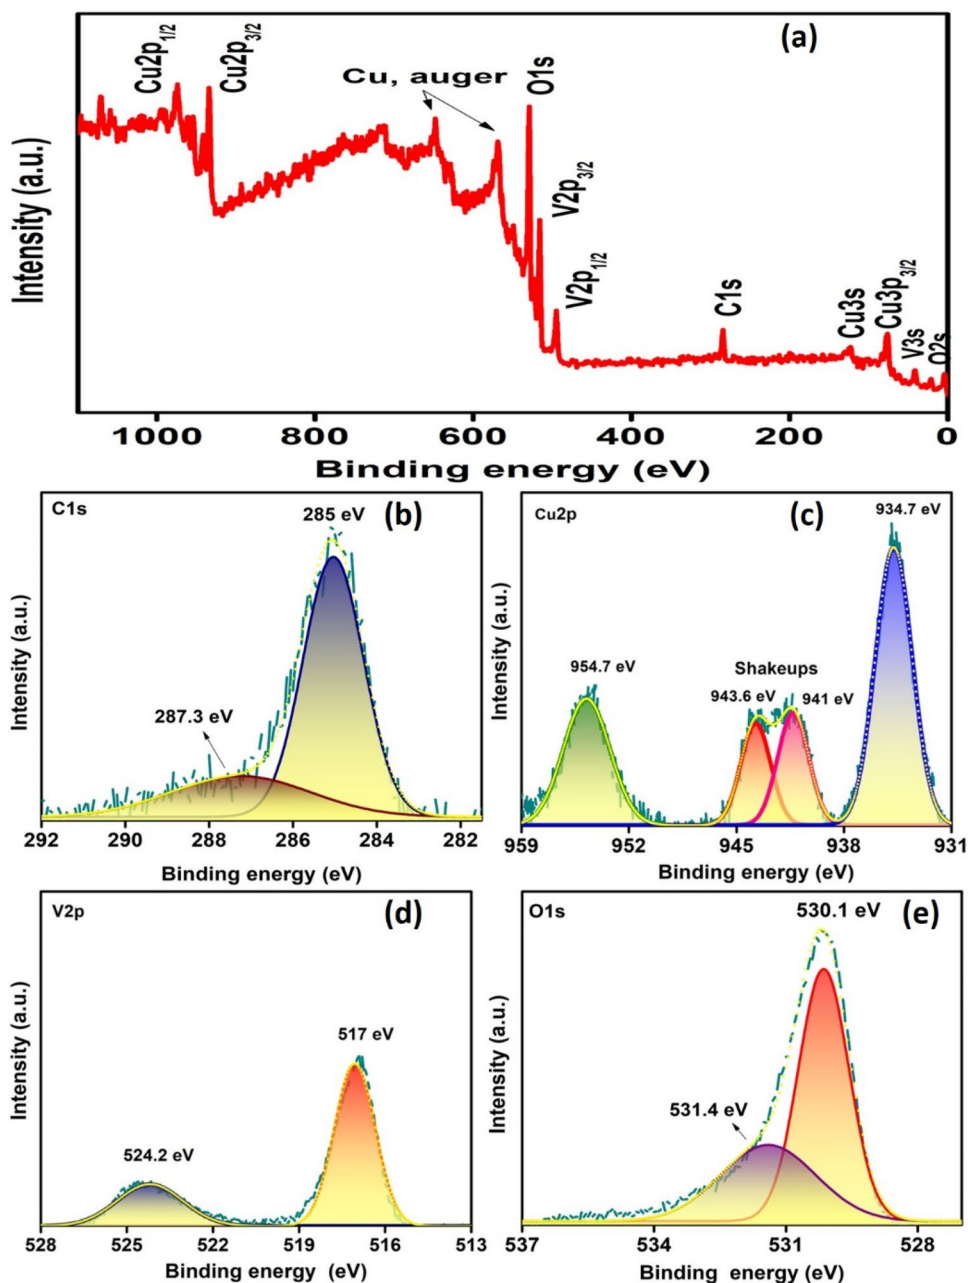 (a)
Cu2p1/2
Cu2p3/2
Cu, auger
O1s
V2p3/2
V2p1/2
C1s
Cu3s
Cu3p3/2
V3s
O2s
Intensity (a.u.)
1000 800 600 400 200 0
Binding energy (eV)
C1s
(b)
285 eV
287.3 eV
Intensity (a.u.)
292 290 288 286 284 282
Binding energy (eV)
Cu2p
(c)
934.7 eV
954.7 eV
Shakeups
943.6 eV
941 eV
Intensity (a.u.)
959 952 945 938 931
Binding energy (eV)
V2p
(d)
517 eV
524.2 eV
Intensity (a.u.)
528 525 522 519 516 513
Binding energy (eV)
O1s
(e)
530.1 eV
531.4 eV
Intensity (a.u.)
537 534 531 528
Binding energy (eV)